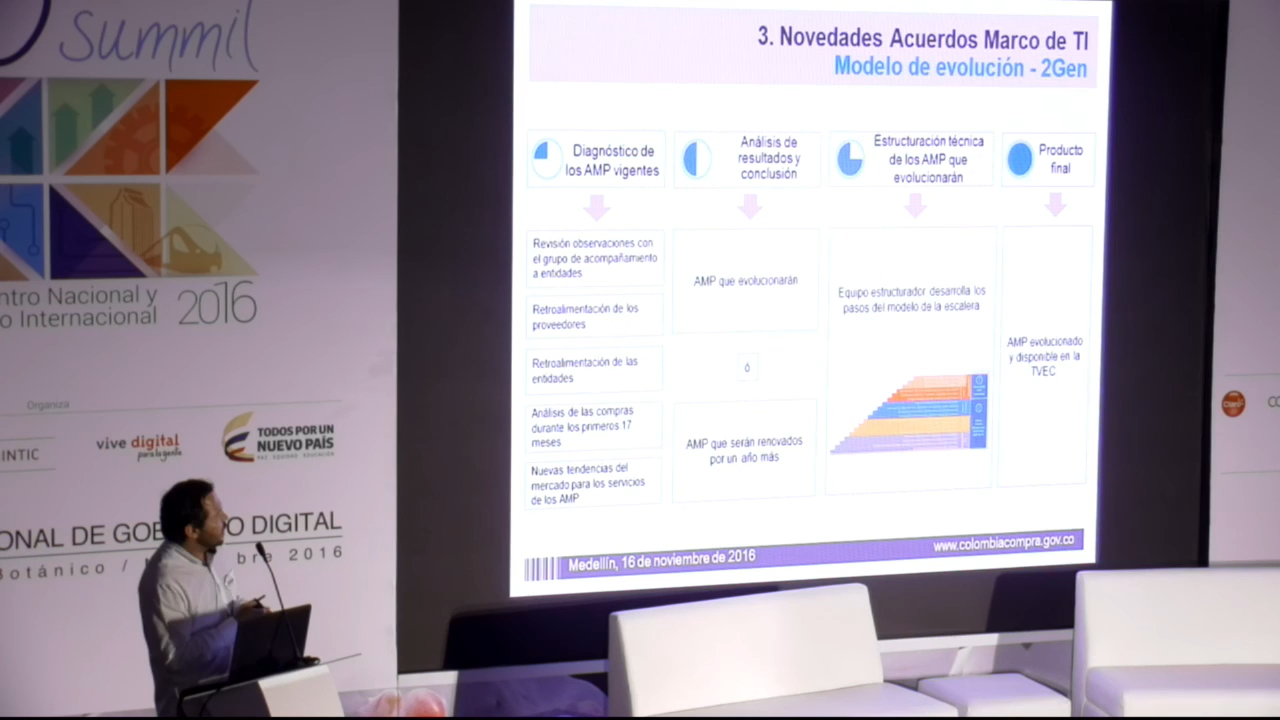 summit
ntro Nacional y
o Internacional
2016
Organiza
INTIC
vive digital
para la gente
TODOS POR UN
NUEVO PAÍS
PAZ EQUIDAD EDUCACIÓN
ONAL DE GOB
O DIGITAL
Botánico /
bre 2016
3. Novedades Acuerdos Marco de TI
Modelo de evolución - 2Gen
Diagnóstico de
los AMP vigentes
Análisis de
resultados y
conclusión
Estructuración técnica
de los AMP que
evolucionarán
Producto
final
Revisión observaciones con
el grupo de acompañamiento
a entidades
Retroalimentación de los
proveedores
Retroalimentación de las
entidades
Análisis de las compras
durante los primeros 17
meses
Nuevas tendencias del
mercado para los servicios
de los AMP
AMP que evolucionarán
ó
AMP que serán renovados
por un año más
Equipo estructurador desarrolla los
pasos del modelo de la escalera
AMP evolucionado
y disponible en la
TVEC
Medellín, 16 de noviembre de 2016
www.colombiacompra.gov.co
Claro